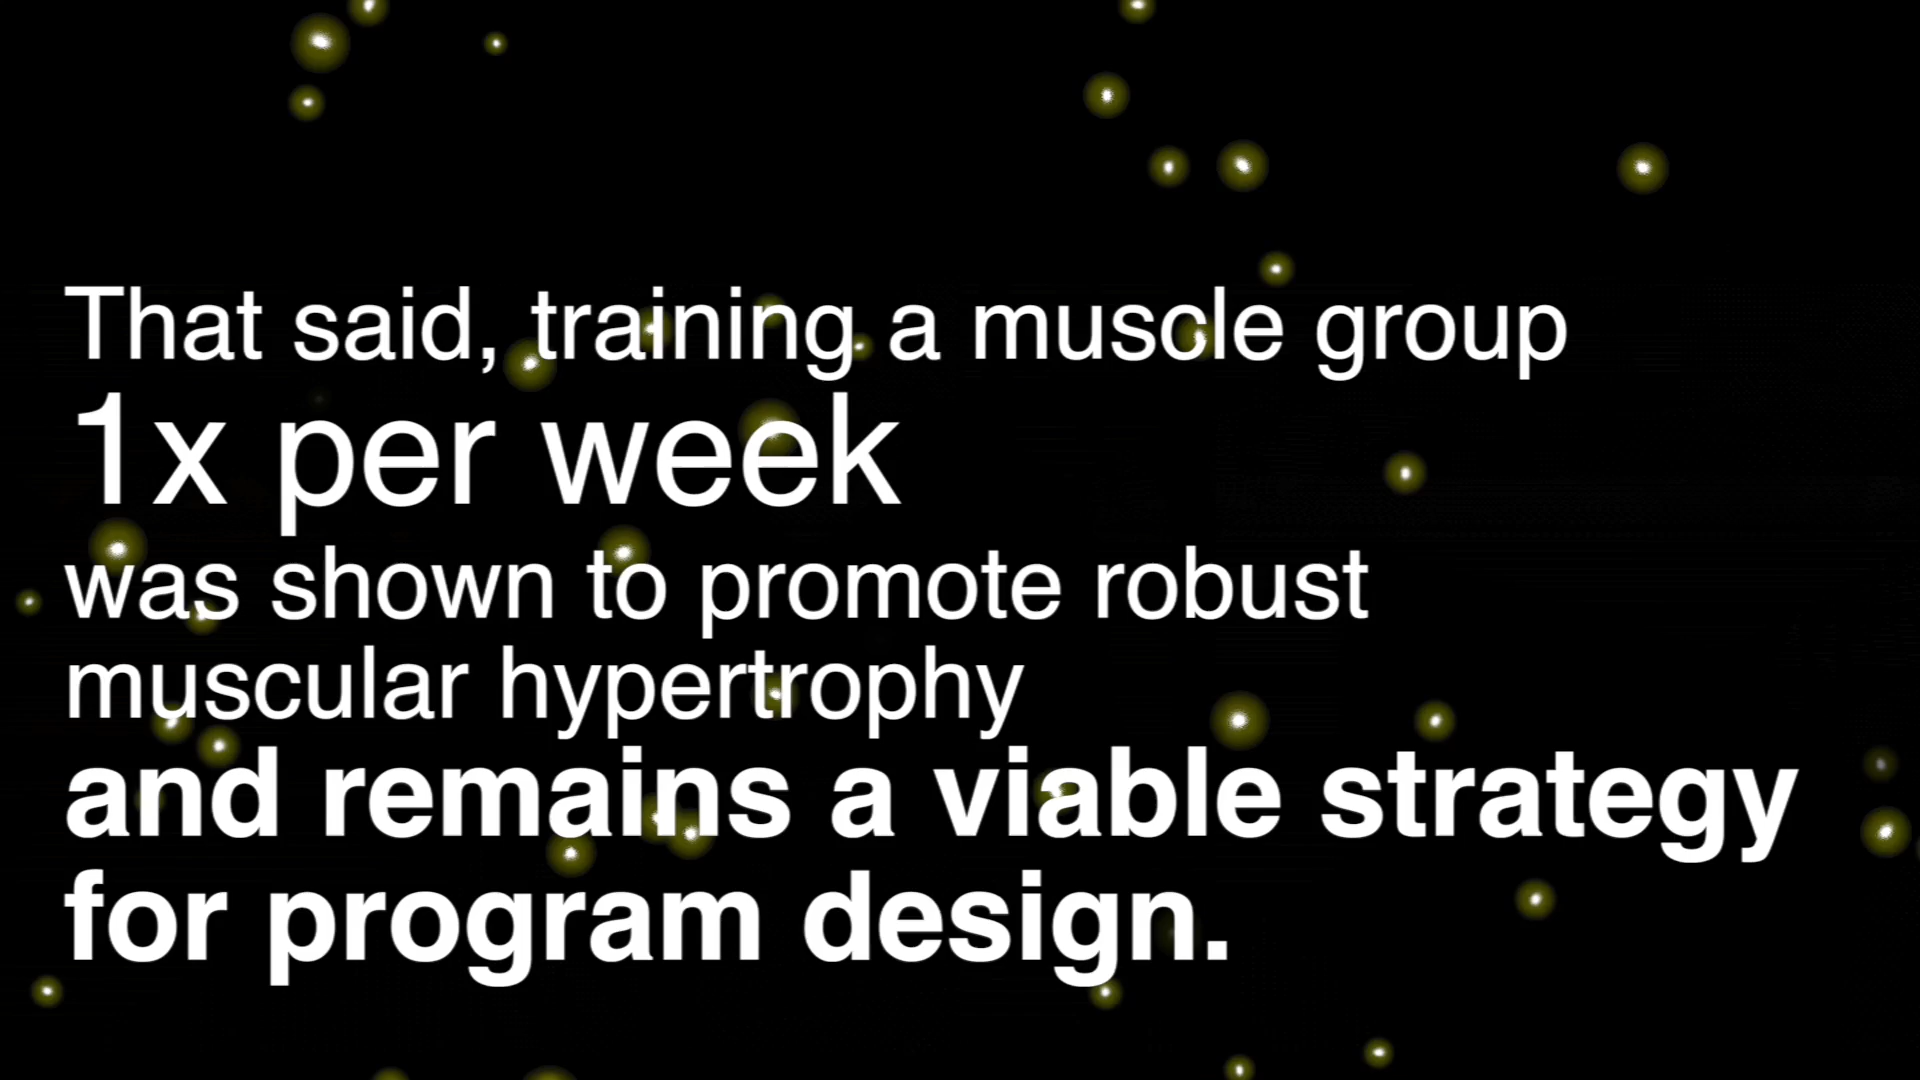 That said, training a muscle group
1x per week
was shown to promote robust
muscular hypertrophy
and remains a viable strategy
for program design.